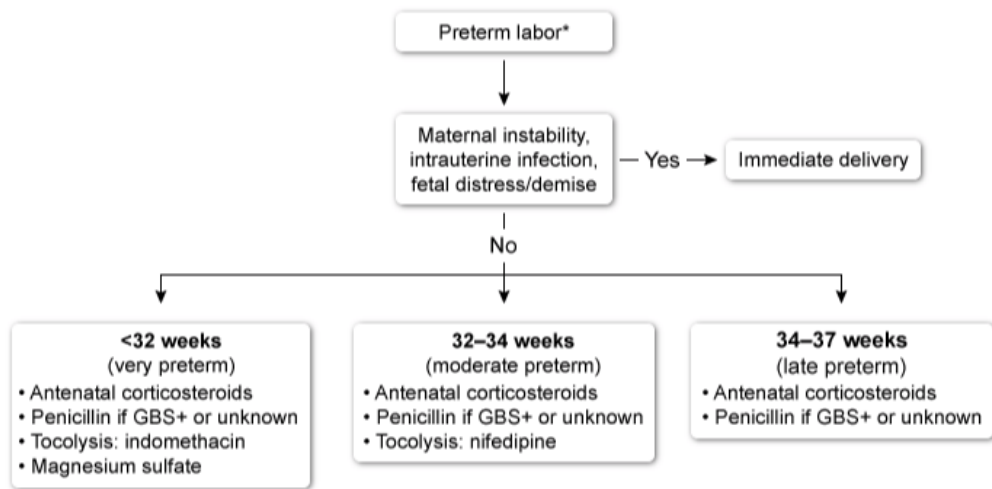 Preterm labor*
Maternal instability,
intrauterine infection,
fetal distress/demise
Yes
Immediate delivery
No
<32 weeks
(very preterm)
• Antenatal corticosteroids
• Penicillin if GBS+ or unknown
• Tocolysis: indomethacin
• Magnesium sulfate
32–34 weeks
(moderate preterm)
• Antenatal corticosteroids
• Penicillin if GBS+ or unknown
• Tocolysis: nifedipine
34–37 weeks
(late preterm)
• Antenatal corticosteroids
• Penicillin if GBS+ or unknown